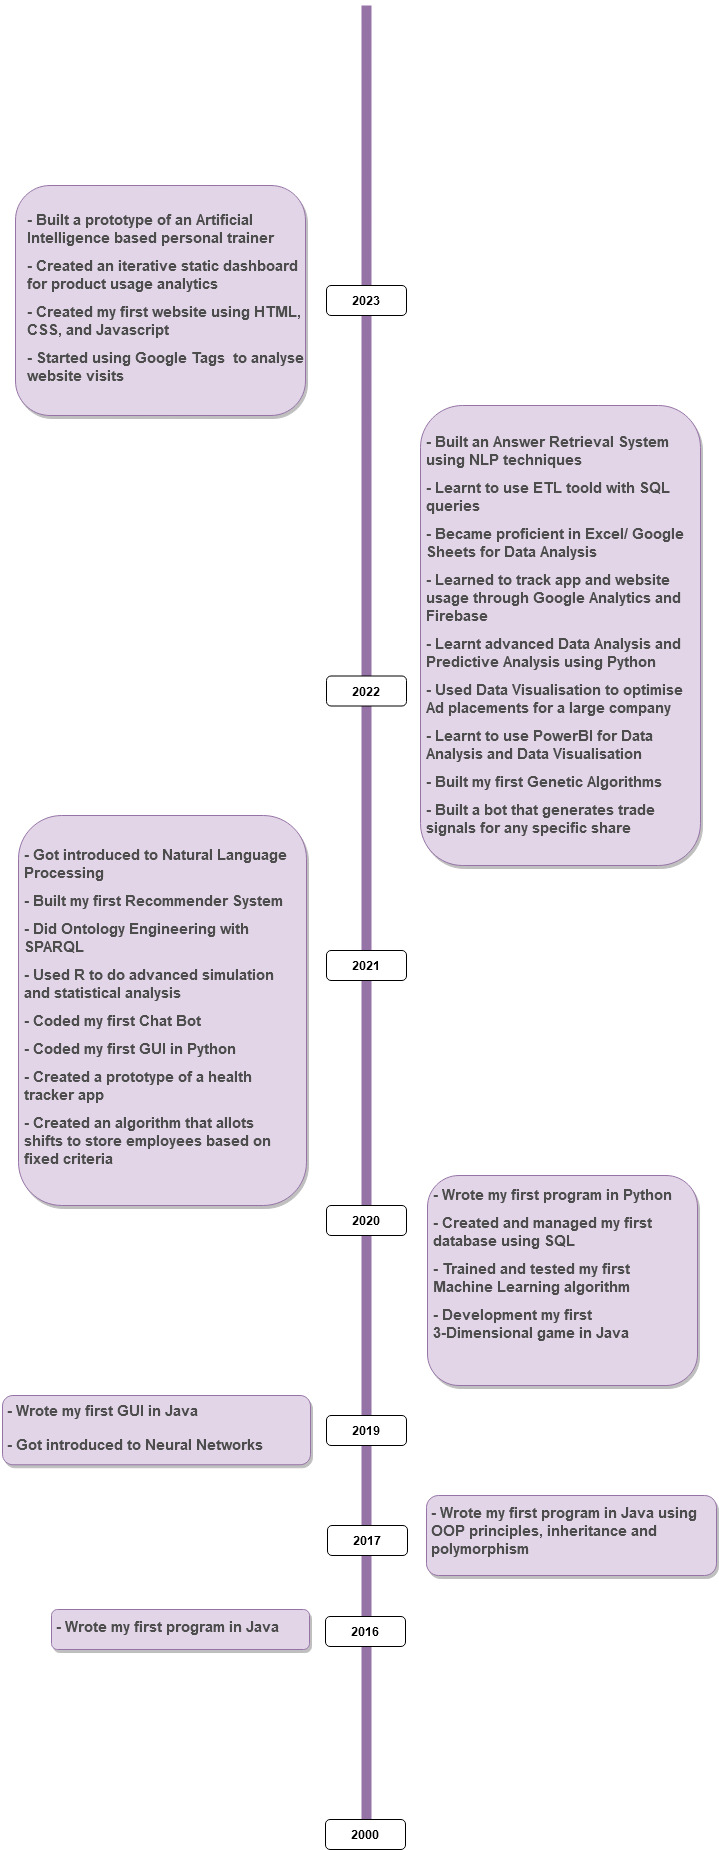 - Built a prototype of an Artificial
Intelligence based personal trainer
- Created an iterative static dashboard
for product usage analytics
- Created my first website using HTML,
CSS, and Javascript
- Started using Google Tags  to analyse
website visits
2023
- Built an Answer Retrieval System
using NLP techniques
- Learnt to use ETL toold with SQL
queries
- Became proficient in Excel/ Google
Sheets for Data Analysis
- Learned to track app and website
usage through Google Analytics and
Firebase
- Learnt advanced Data Analysis and
Predictive Analysis using Python
- Used Data Visualisation to optimise
Ad placements for a large company
- Learnt to use PowerBI for Data
Analysis and Data Visualisation
- Built my first Genetic Algorithms
- Built a bot that generates trade
signals for any specific share
2022
- Got introduced to Natural Language
Processing
- Built my first Recommender System
- Did Ontology Engineering with
SPARQL
- Used R to do advanced simulation
and statistical analysis
- Coded my first Chat Bot
- Coded my first GUI in Python
- Created a prototype of a health
tracker app
- Created an algorithm that allots
shifts to store employees based on
fixed criteria
2021
- Wrote my first program in Python
- Created and managed my first
database using SQL
- Trained and tested my first
Machine Learning algorithm
- Development my first
3-Dimensional game in Java
2020
- Wrote my first GUI in Java
- Got introduced to Neural Networks
2019
- Wrote my first program in Java using
OOP principles, inheritance and
polymorphism
2017
- Wrote my first program in Java
2016
2000